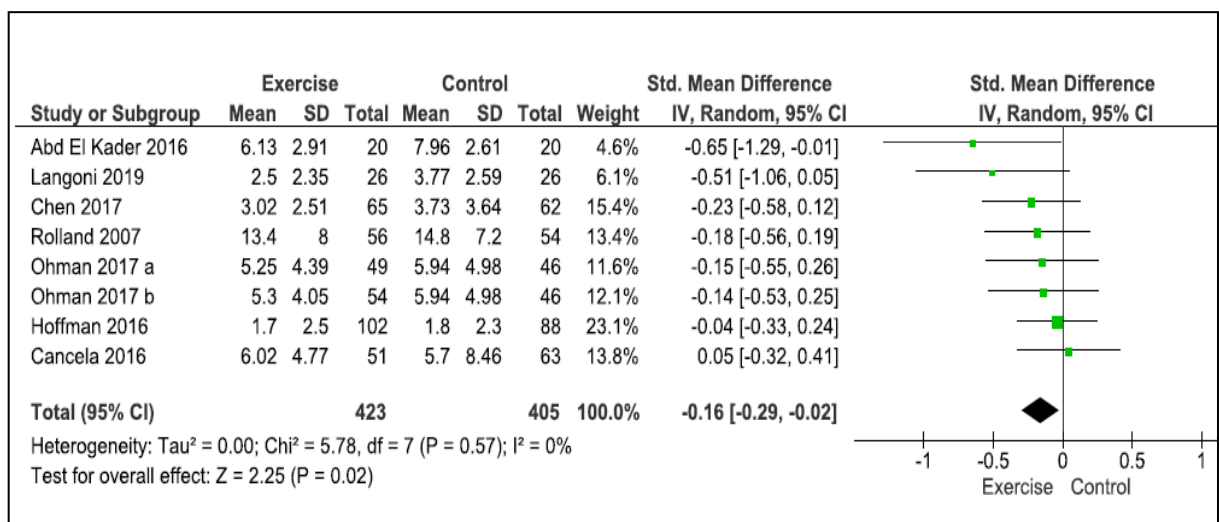 Exercise Control Std. Mean Difference Std. Mean Difference
Study or Subgroup Mean SD Total Mean SD Total Weight IV, Random, 95% CI IV, Random, 95% CI
Abd El Kader 2016 6.13 2.91 20 7.96 2.61 20 4.6% -0.65 [-1.29, -0.01]
Langoni 2019 2.5 2.35 26 3.77 2.59 26 6.1% -0.51 [-1.06, 0.05]
Chen 2017 3.02 2.51 65 3.73 3.64 62 15.4% -0.23 [-0.58, 0.12]
Rolland 2007 13.4 8 56 14.8 7.2 54 13.4% -0.18 [-0.56, 0.19]
Ohman 2017 a 5.25 4.39 49 5.94 4.98 46 11.6% -0.15 [-0.55, 0.26]
Ohman 2017 b 5.3 4.05 54 5.94 4.98 46 12.1% -0.14 [-0.53, 0.25]
Hoffman 2016 1.7 2.5 102 1.8 2.3 88 23.1% -0.04 [-0.33, 0.24]
Cancela 2016 6.02 4.77 51 5.7 8.46 63 13.8% 0.05 [-0.32, 0.41]
Total (95% CI) 423 405 100.0% -0.16 [-0.29, -0.02]
Heterogeneity: Tau² = 0.00; Chi² = 5.78, df = 7 (P = 0.57); I² = 0%
Test for overall effect: Z = 2.25 (P = 0.02)
-1 -0.5 0 0.5 1
Exercise Control